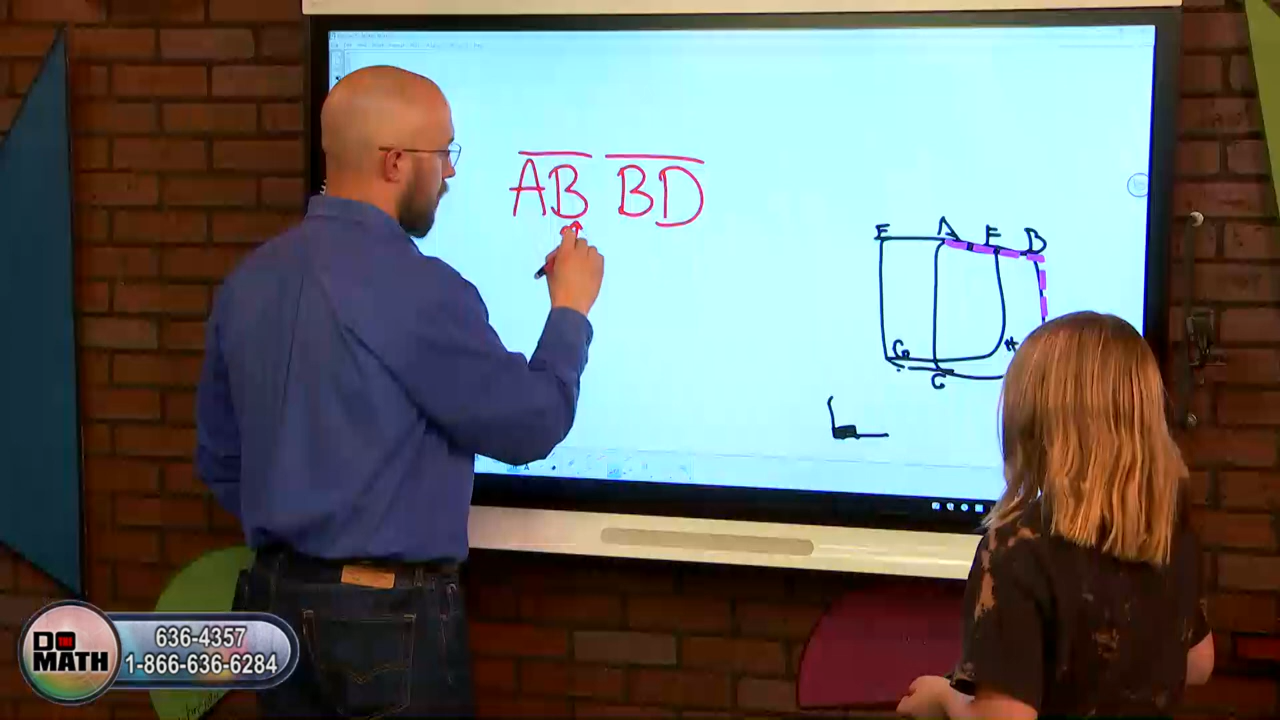 AB BD
E A F B
G H
C
DO THE MATH
636-4357
1-866-636-6284